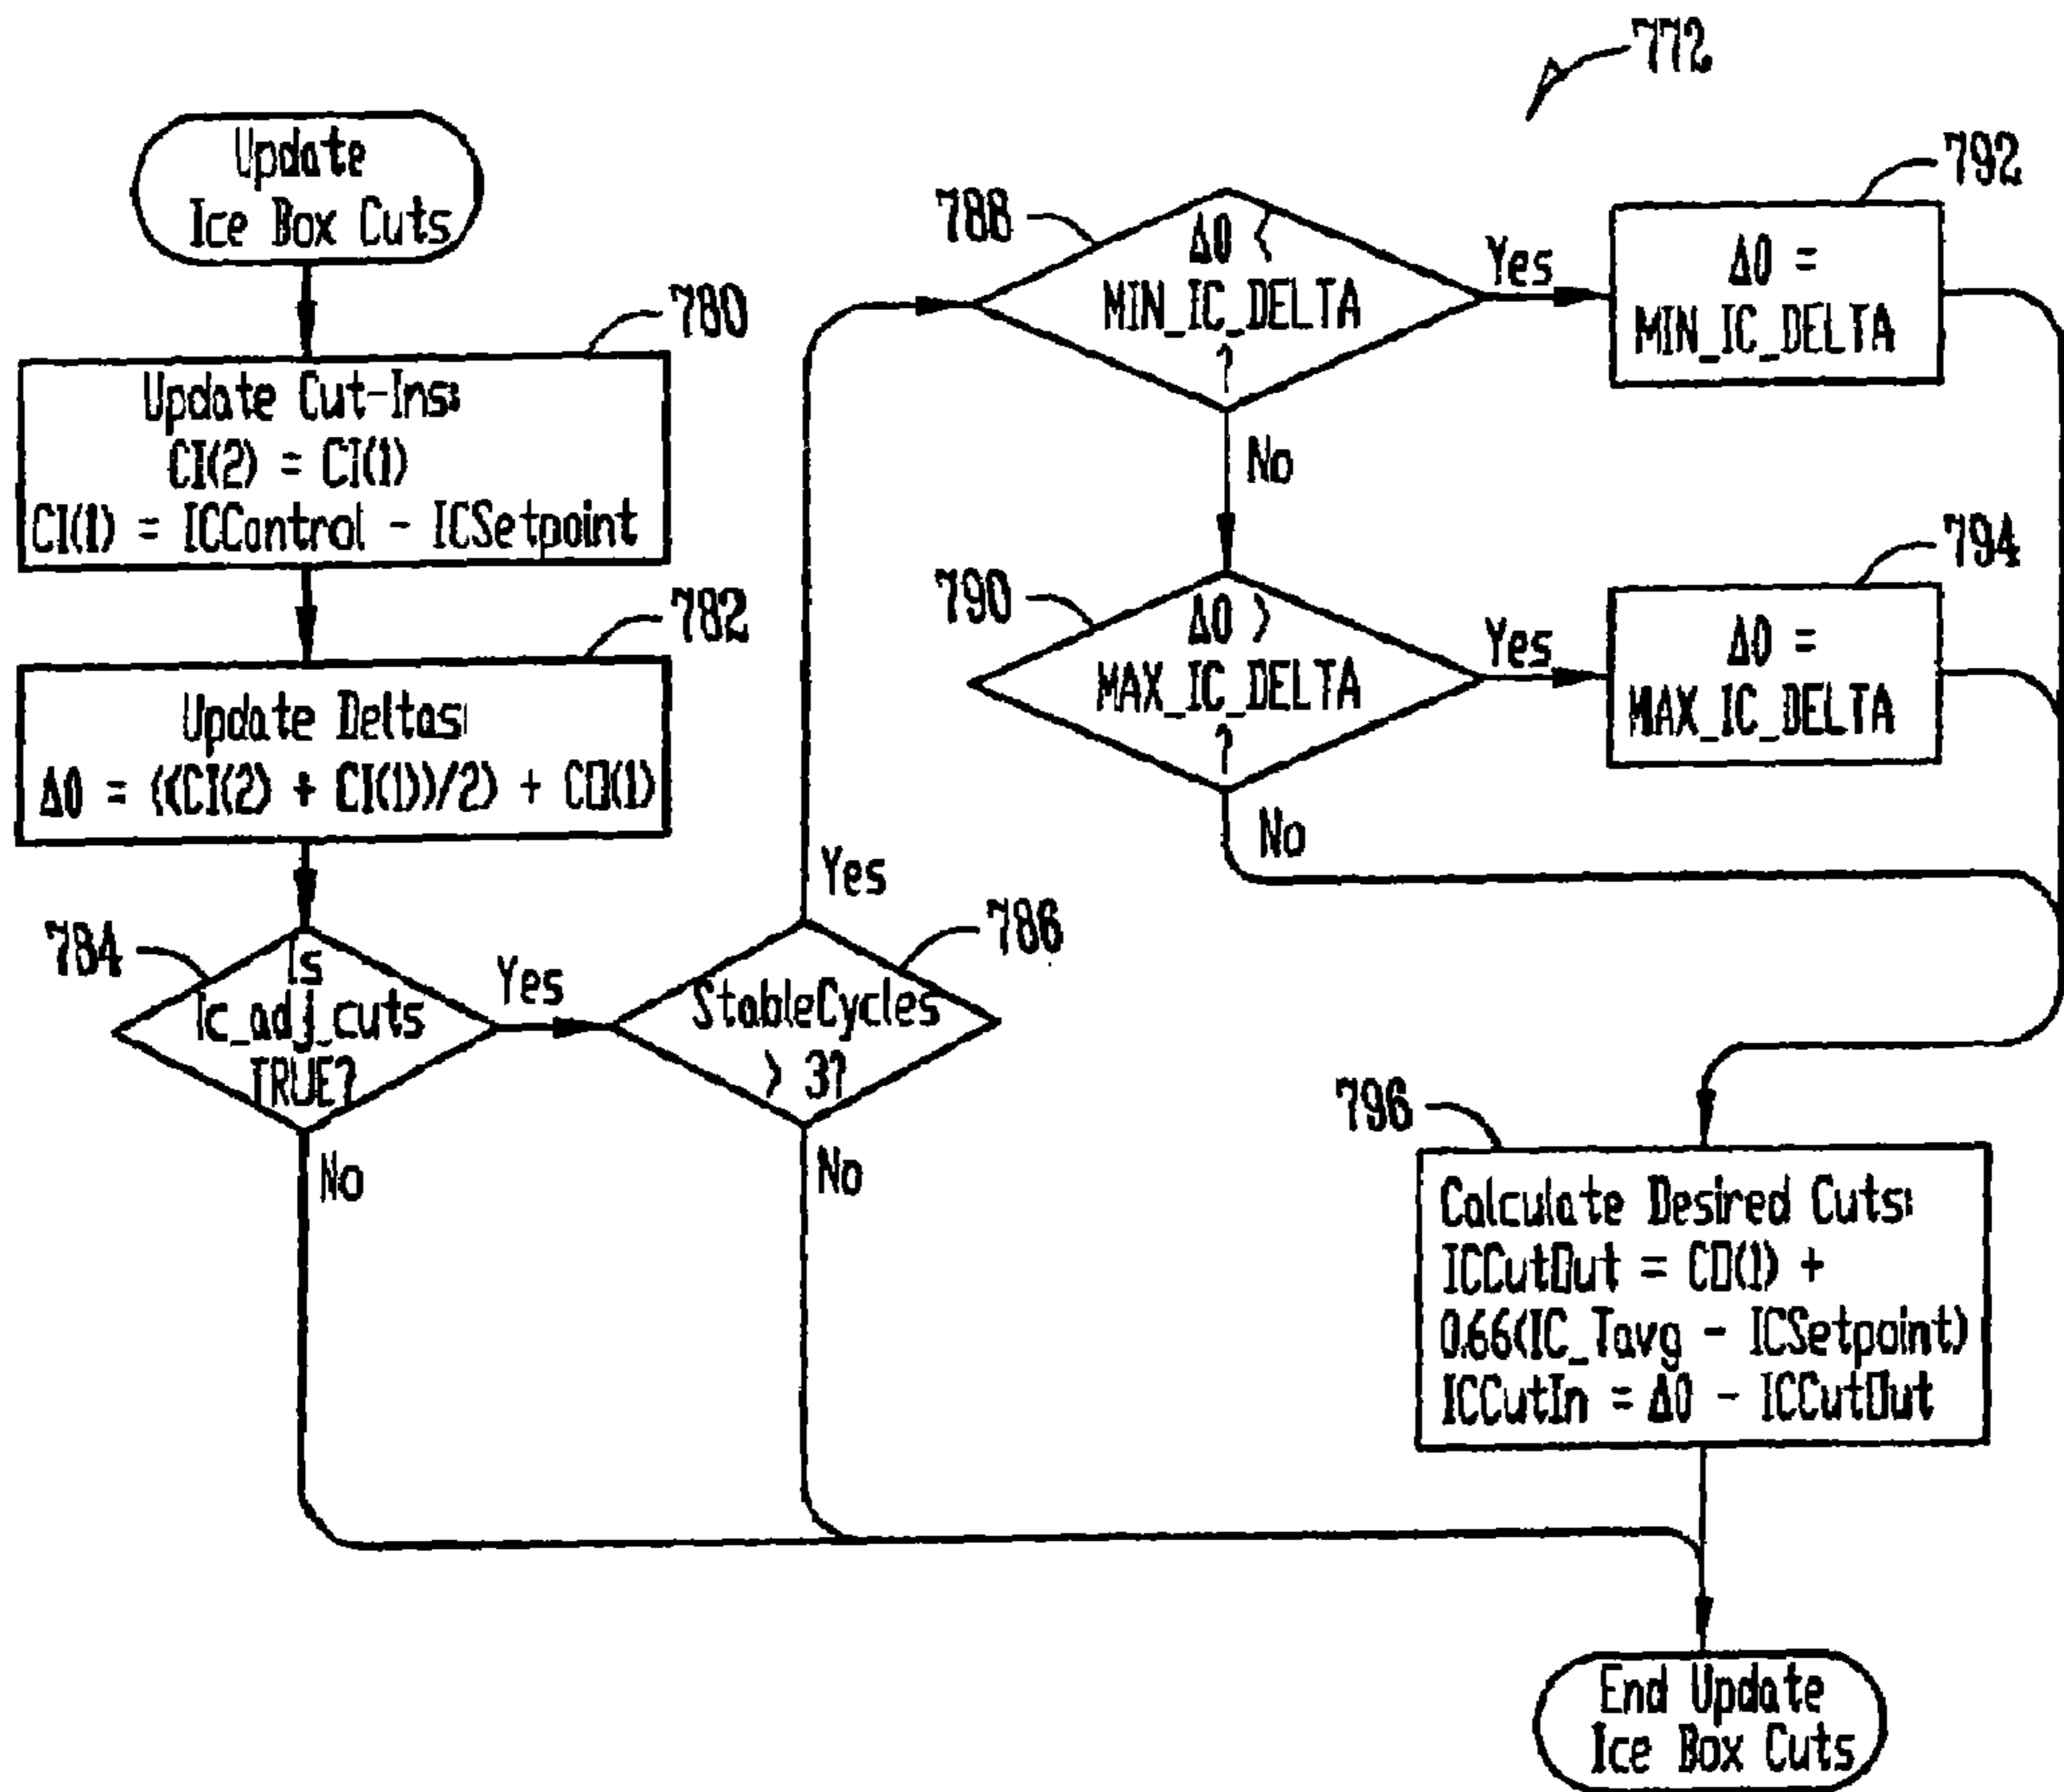 772
Update
Ice Box Cuts
780
Update Cut-Ins:
CI(2) = CI(1)
CI(1) = ICControl - ICSetpoint
782
Update Deltas:
Δ0 = ((CI(2) + CI(1))/2) + CO(1)
784
Is
Ic_adj_cuts
TRUE?
Yes
No
786
StableCycles
> 3?
Yes
No
788
Δ0 <
MIN_IC_DELTA
?
Yes
No
792
Δ0 =
MIN_IC_DELTA
790
Δ0 >
MAX_IC_DELTA
?
Yes
No
794
Δ0 =
MAX_IC_DELTA
796
Calculate Desired Cuts:
ICCutOut = CO(1) +
0.66(IC_Tavg - ICSetpoint)
ICCutIn = Δ0 - ICCutOut
End Update
Ice Box Cuts